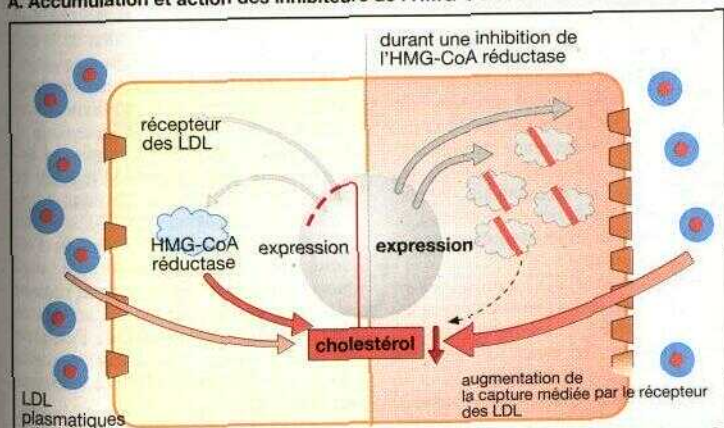 A. Accumulation et action des inhibiteurs de l'HMG-
durant une inhibition de
l'HMG-CoA réductase
récepteur
des LDL
HMG-CoA
réductase
expression
expression
cholestérol
LDL
plasmatiques
augmentation de
la capture médiée par le récepteur
des LDL